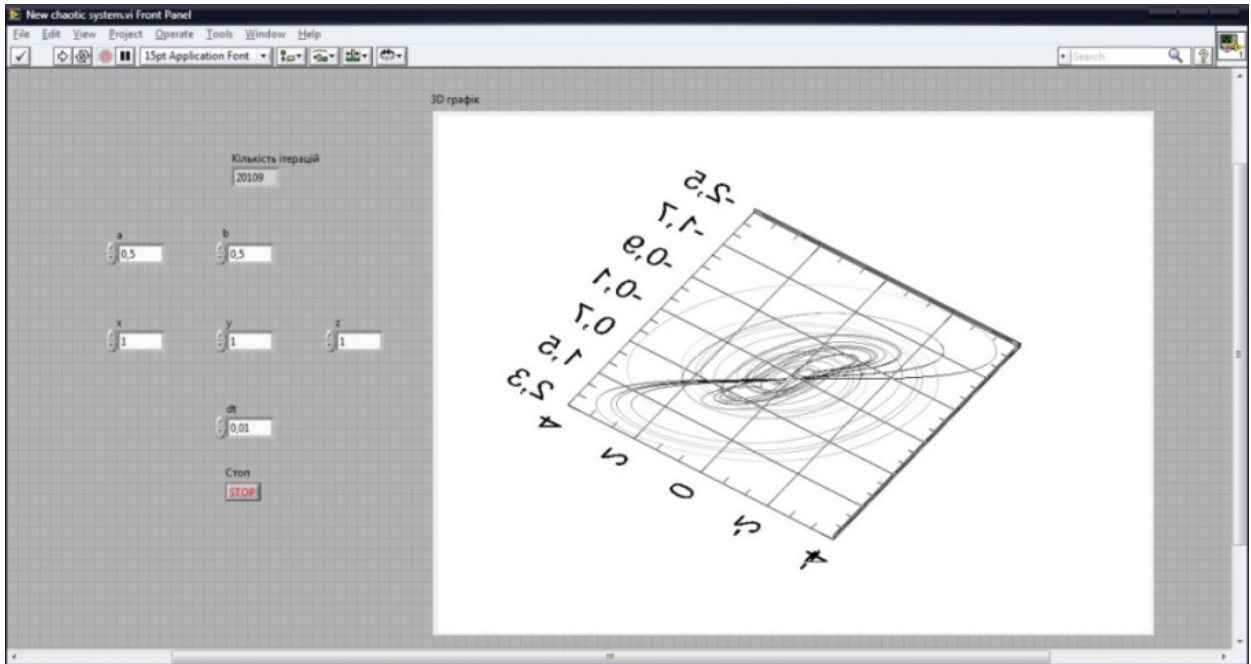 New chaotic system.vi Front Panel
File Edit View Project Operate Tools Window Help
15pt Application Font
Search
1
3D графік
Кількість ітерацій
20109
a b
0,5 0,5
x y z
1 1 1
dt
0,01
Стоп
STOP
-2,5
-1,7
-0,9
-0,1
0,7
1,5
2,3
4
2
0
-2
-4